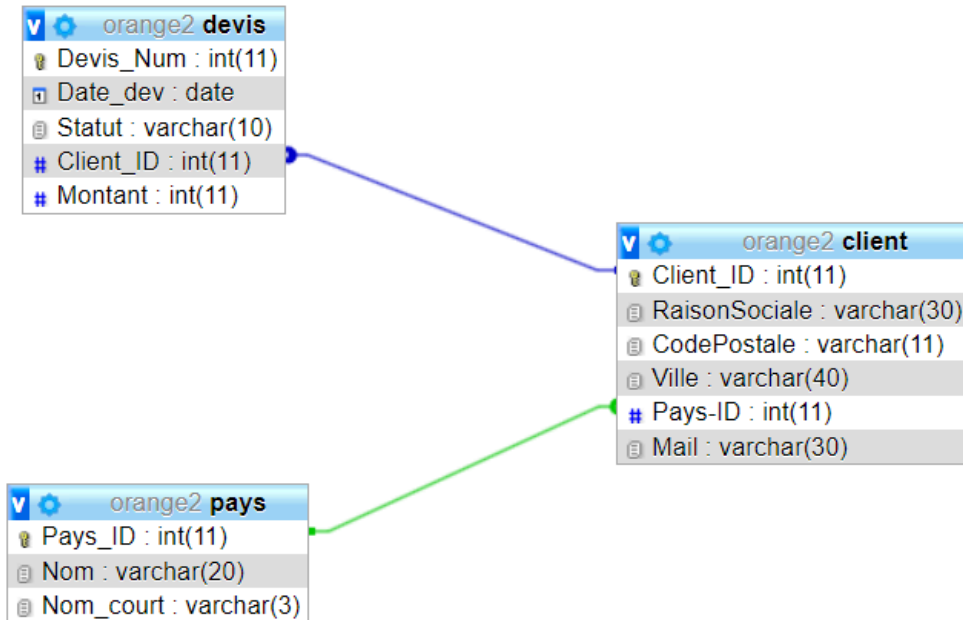 orange2 devis
Devis_Num : int(11)
Date_dev : date
Statut : varchar(10)
Client_ID : int(11)
Montant : int(11)
orange2 client
Client_ID : int(11)
RaisonSociale : varchar(30)
CodePostale : varchar(11)
Ville : varchar(40)
Pays-ID : int(11)
Mail : varchar(30)
orange2 pays
Pays_ID : int(11)
Nom : varchar(20)
Nom_court : varchar(3)